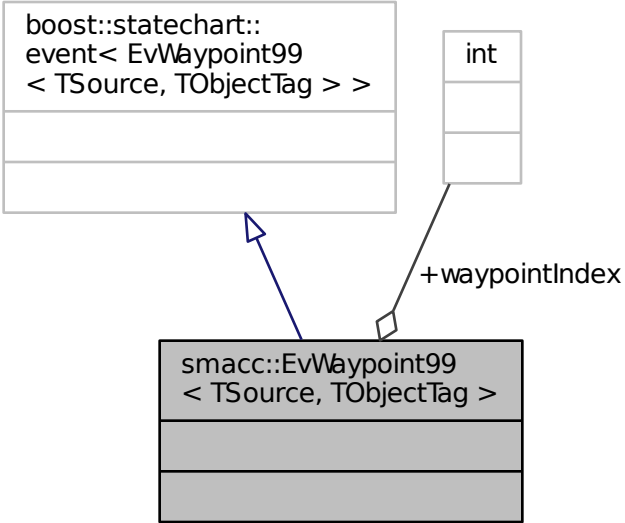 boost::statechart::
event< EvWaypoint99
< TSource, TObjectTag > >
int
+waypointIndex
smacc::EvWaypoint99
< TSource, TObjectTag >